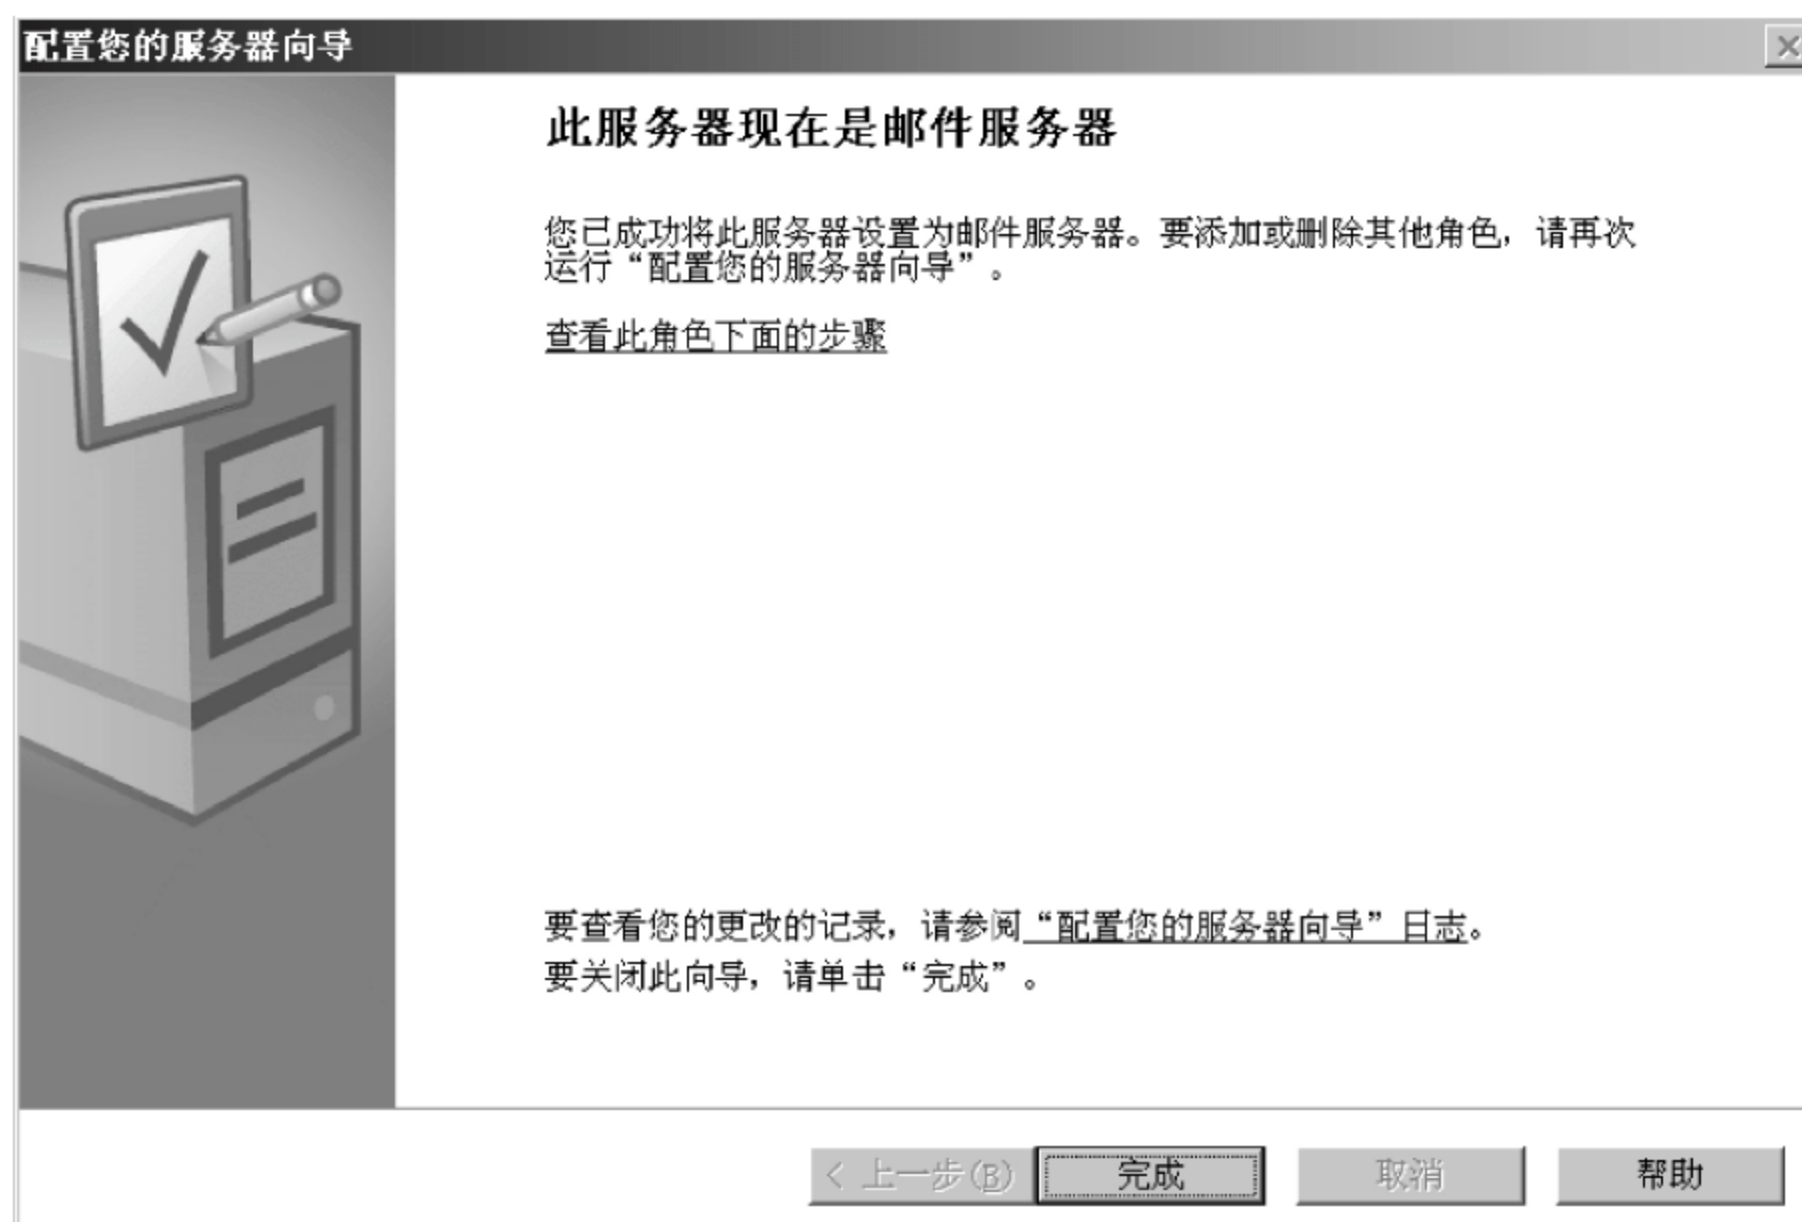 配置您的服务器向导
此服务器现在是邮件服务器
您已成功将此服务器设置为邮件服务器。要添加或删除其他角色，请再次
运行“配置您的服务器向导”。
查看此角色下面的步骤
要查看您的更改的记录，请参阅“配置您的服务器向导”日志。
要关闭此向导，请单击“完成”。
< 上一步(B) 完成 取消 帮助